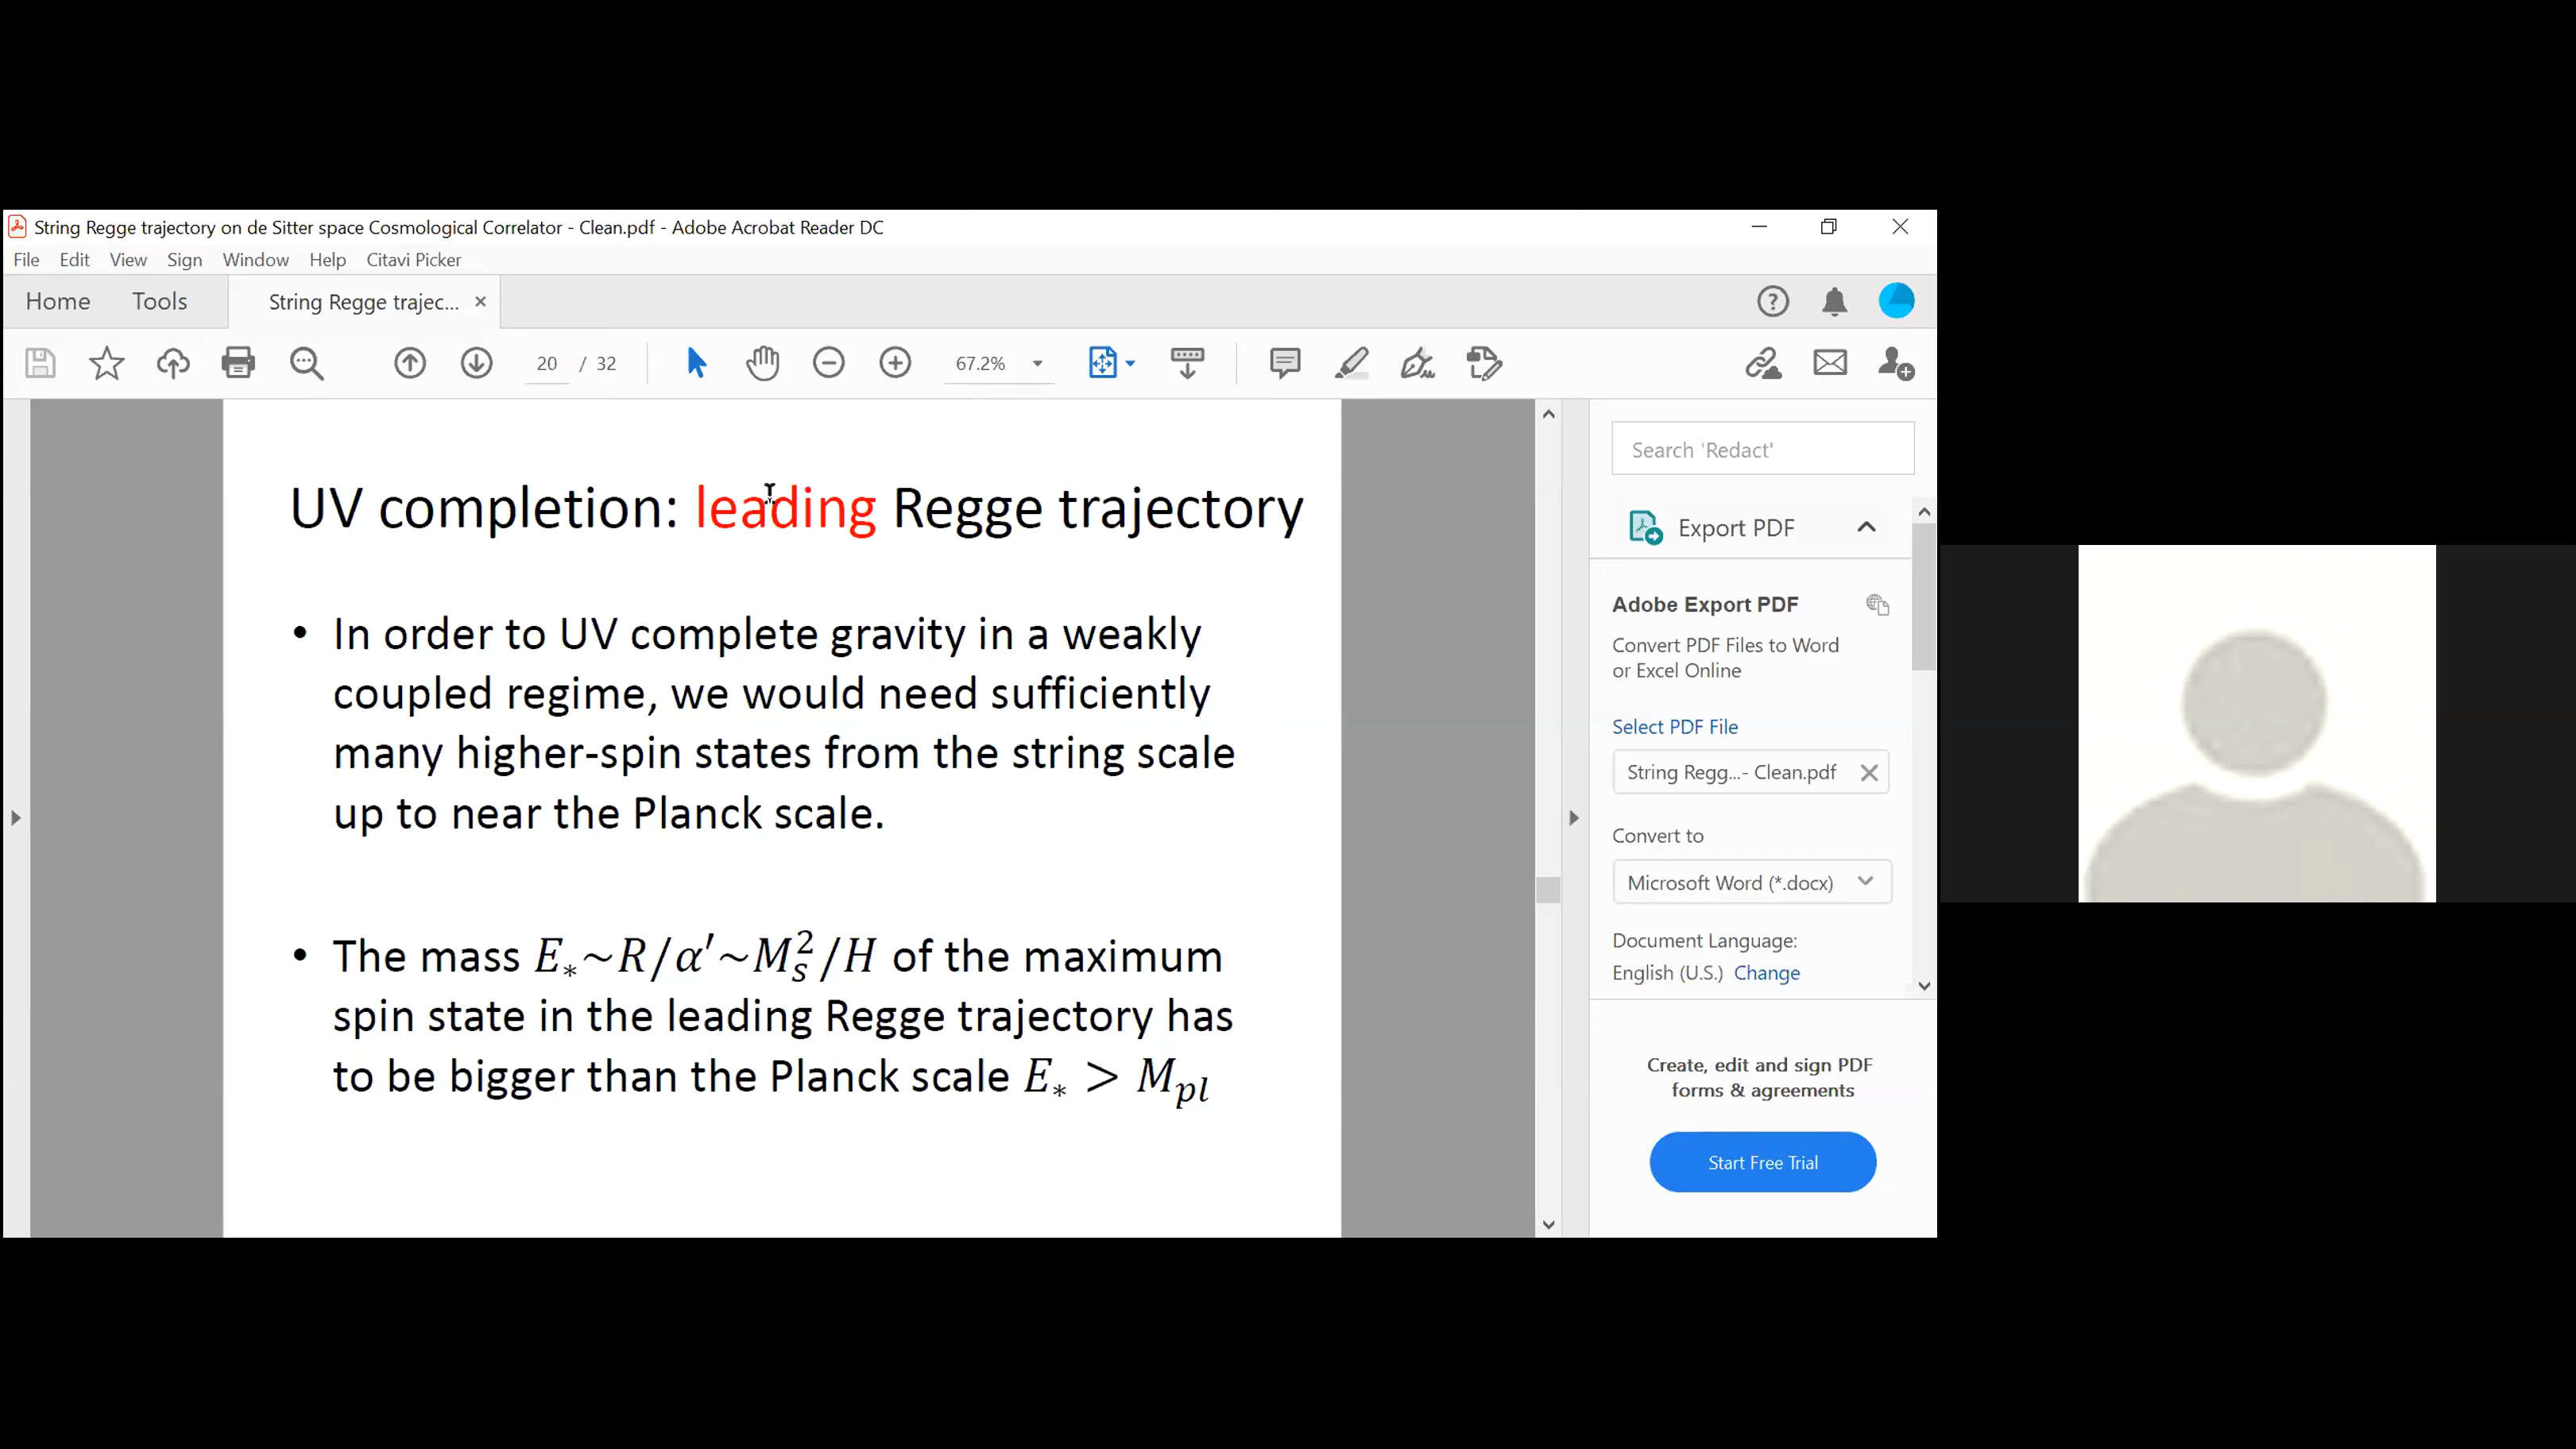 String Regge trajectory on de Sitter space Cosmological Correlator - Clean.pdf - Adobe Acrobat Reader DC
File Edit View Sign Window Help Citavi Picker
Home Tools String Regge trajec...
20 / 32 67.2%
UV completion: leading Regge trajectory
• In order to UV complete gravity in a weakly
coupled regime, we would need sufficiently
many higher-spin states from the string scale
up to near the Planck scale.
• The mass E_*~R/α′~M_s^2/H of the maximum
spin state in the leading Regge trajectory has
to be bigger than the Planck scale E_* > M_pl
Search 'Redact'
Export PDF
Adobe Export PDF
Convert PDF Files to Word
or Excel Online
Select PDF File
String Regg...- Clean.pdf
Convert to
Microsoft Word (*.docx)
Document Language:
English (U.S.) Change
Create, edit and sign PDF
forms & agreements
Start Free Trial